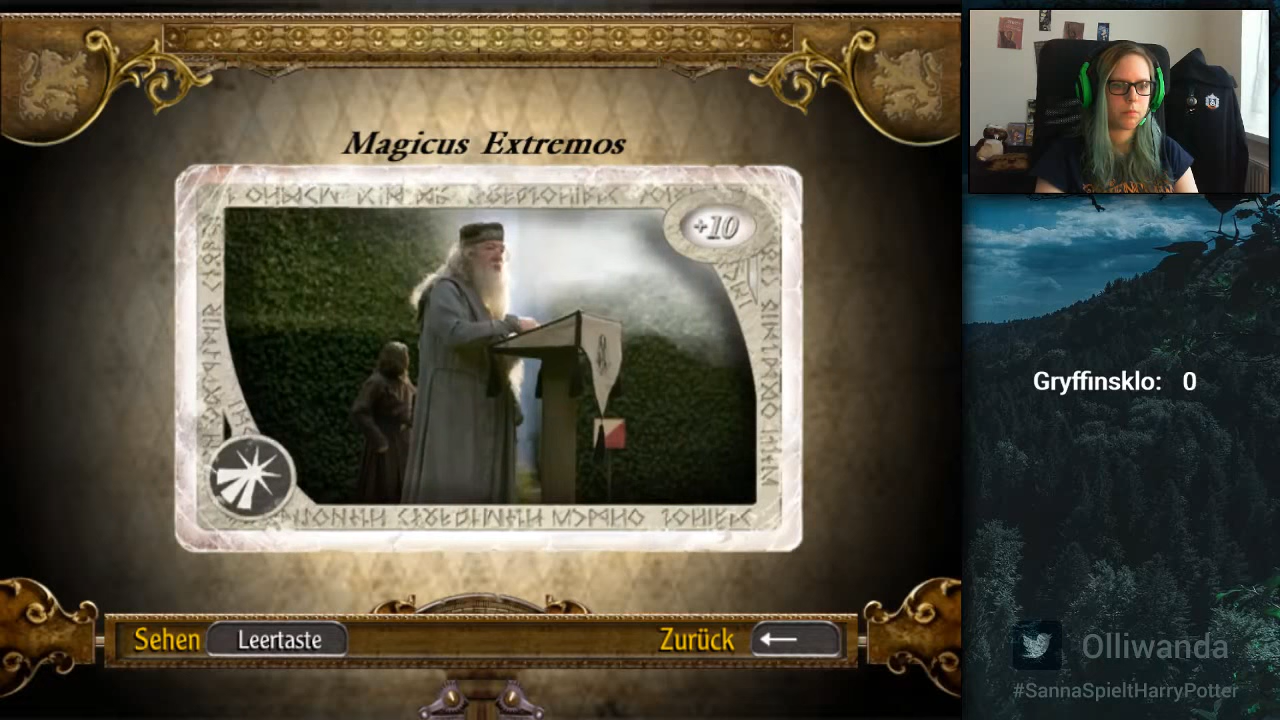 Magicus Extremos
+10
Gryffinsklo: 0
Sehen Leertaste
Zurück
Olliwanda
#SannaSpieltHarryPotter